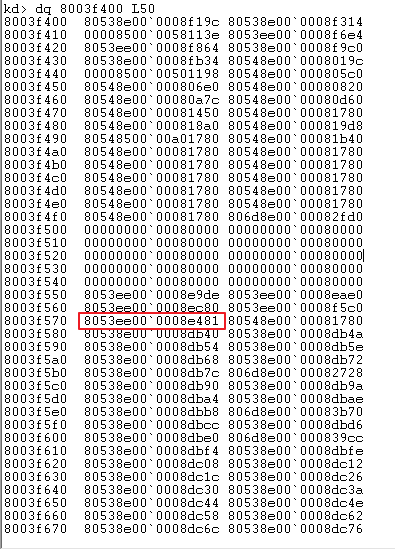 kd> dq 8003f400 L50
8003f400 80538e00`0008f19c 80538e00`0008f314
8003f410 00008500`0058113e 80538e00`0008f6e4
8003f420 8053ee00`0008f864 80538e00`0008f9c0
8003f430 80538e00`0008fb34 80548e00`0008019c
8003f440 00008500`00501198 80548e00`000805c0
8003f450 80548e00`000806e0 80548e00`00080820
8003f460 80548e00`00080a7c 80548e00`00080d60
8003f470 80548e00`00081450 80548e00`00081780
8003f480 80548e00`000818a0 80548e00`000819d8
8003f490 80548500`00a01780 80548e00`00081b40
8003f4a0 80548e00`00081780 80548e00`00081780
8003f4b0 80548e00`00081780 80548e00`00081780
8003f4c0 80548e00`00081780 80548e00`00081780
8003f4d0 80548e00`00081780 80548e00`00081780
8003f4e0 80548e00`00081780 80548e00`00081780
8003f4f0 80548e00`00081780 806d8e00`00082fd0
8003f500 00000000`00080000 00000000`00080000
8003f510 00000000`00080000 00000000`00080000
8003f520 00000000`00080000 00000000`00080000
8003f530 00000000`00080000 00000000`00080000
8003f540 00000000`00080000 00000000`00080000
8003f550 8053ee00`0008e9de 8053ee00`0008eae0
8003f560 8053ee00`0008ec80 8053ee00`0008f5c0
8003f570 8053ee00`0008e481 80548e00`00081780
8003f580 80538e00`0008db40 80538e00`0008db4a
8003f590 80538e00`0008db54 80538e00`0008db5e
8003f5a0 80538e00`0008db68 80538e00`0008db72
8003f5b0 80538e00`0008db7c 806d8e00`00082728
8003f5c0 80538e00`0008db90 80538e00`0008db9a
8003f5d0 80538e00`0008dba4 80538e00`0008dbae
8003f5e0 80538e00`0008dbb8 806d8e00`00083b70
8003f5f0 80538e00`0008dbcc 80538e00`0008dbd6
8003f600 80538e00`0008dbe0 806d8e00`000839cc
8003f610 80538e00`0008dbf4 80538e00`0008dbfe
8003f620 80538e00`0008dc08 80538e00`0008dc12
8003f630 80538e00`0008dc1c 80538e00`0008dc26
8003f640 80538e00`0008dc30 80538e00`0008dc3a
8003f650 80538e00`0008dc44 80538e00`0008dc4e
8003f660 80538e00`0008dc58 80538e00`0008dc62
8003f670 80538e00`0008dc6c 80538e00`0008dc76